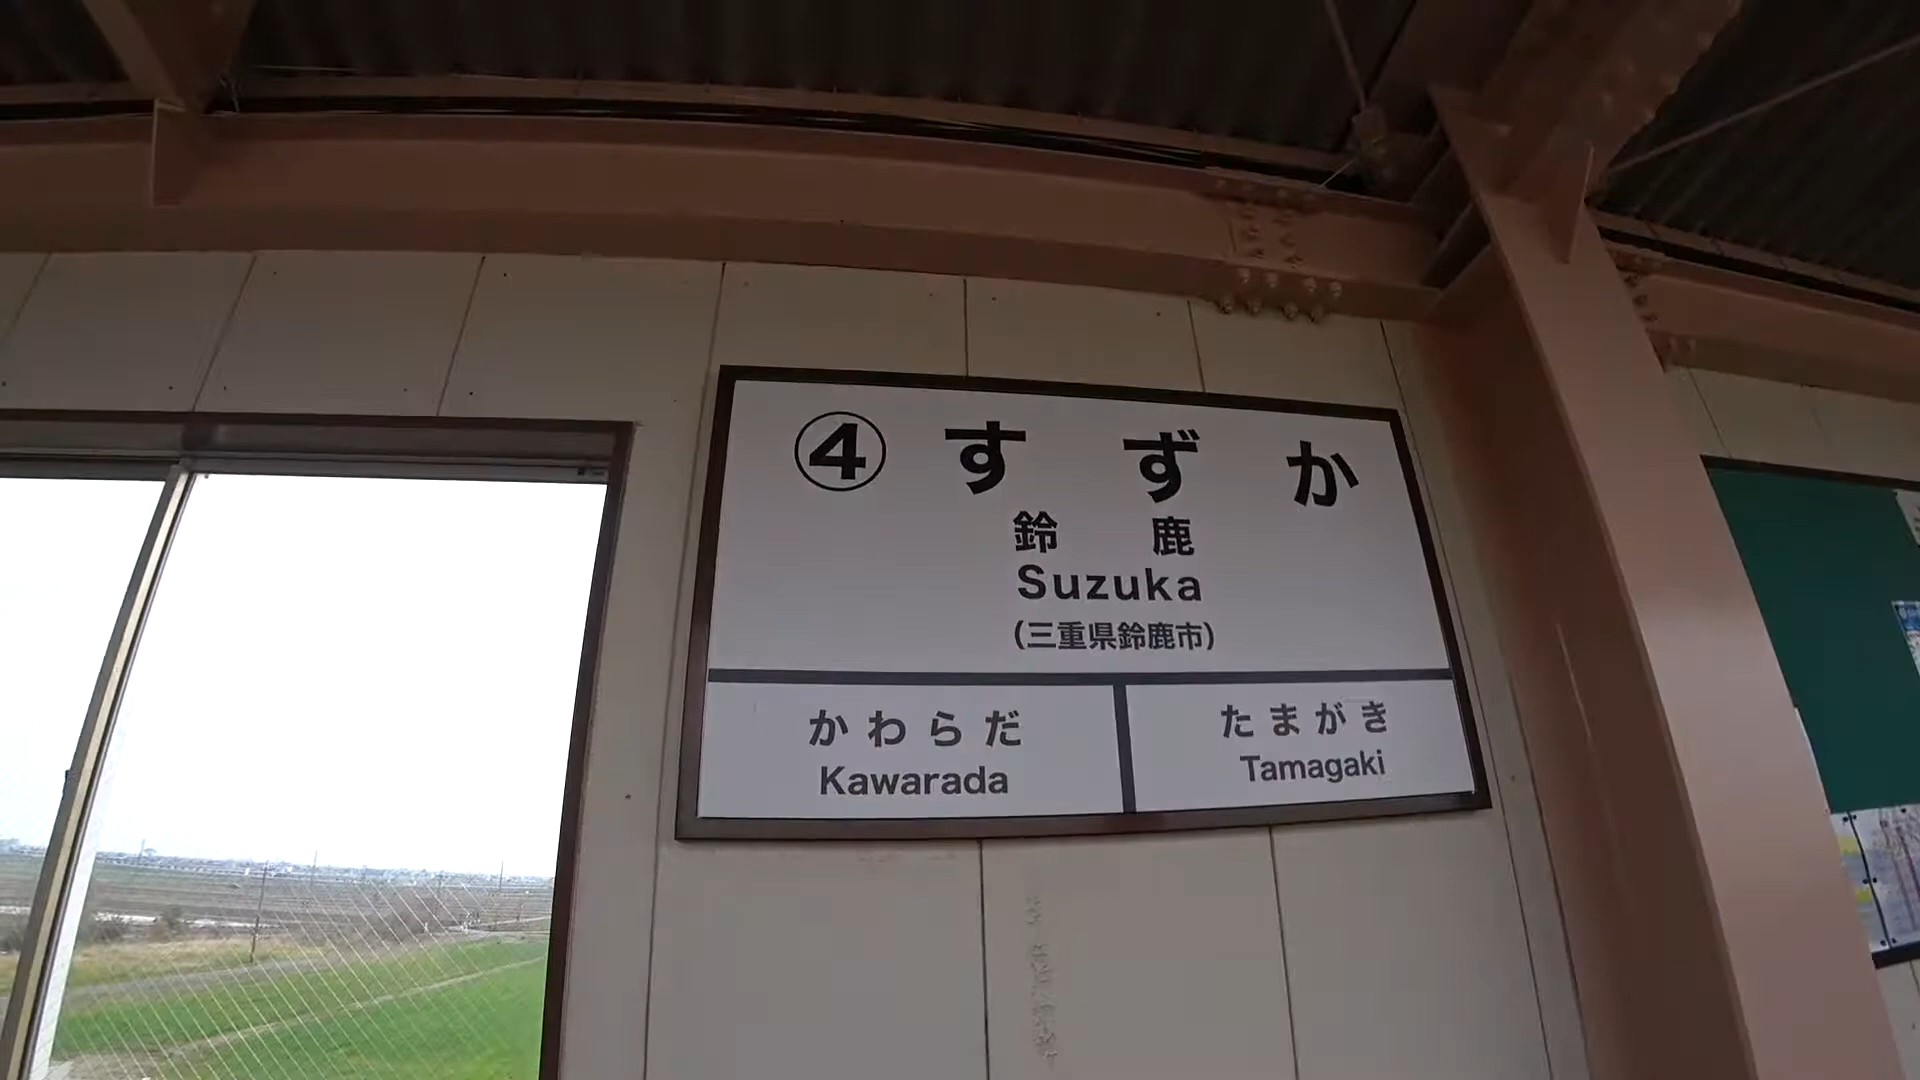 ④ すずか
鈴鹿
Suzuka
(三重県鈴鹿市)
かわらだ
Kawarada
たまがき
Tamagaki